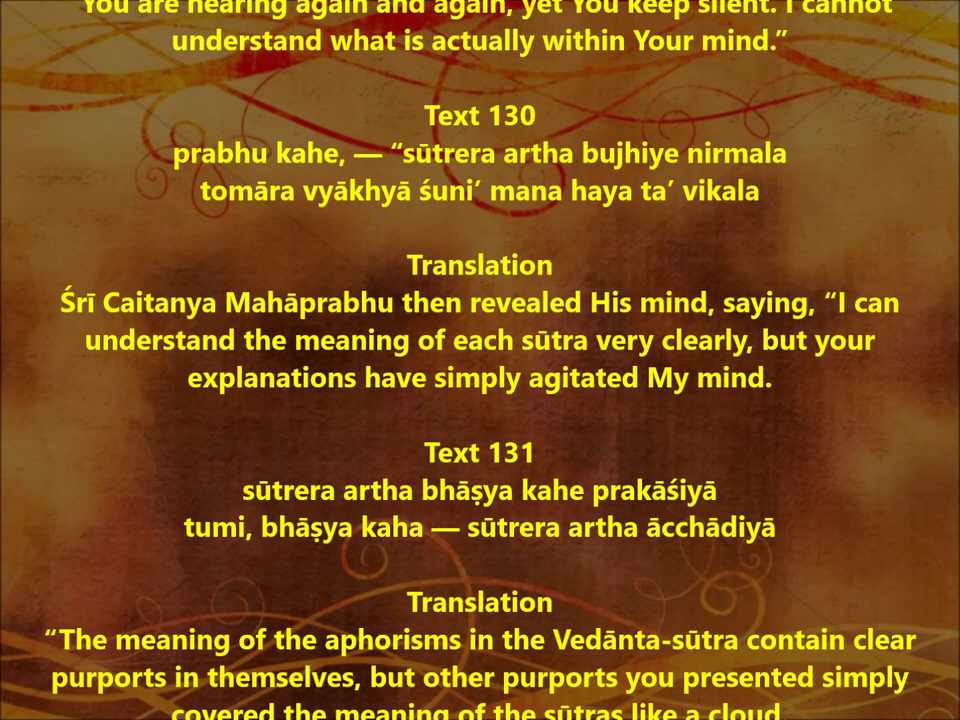 You are hearing again and again, yet You keep silent. I cannot
understand what is actually within Your mind.”
Text 130
prabhu kahe, — “sūtrera artha bujhiye nirmala
tomāra vyākhyā śuni’ mana haya ta’ vikala
Translation
Śrī Caitanya Mahāprabhu then revealed His mind, saying, “I can
understand the meaning of each sūtra very clearly, but your
explanations have simply agitated My mind.
Text 131
sūtrera artha bhāṣya kahe prakāśiyā
tumi, bhāṣya kaha — sūtrera artha ācchādiyā
Translation
“The meaning of the aphorisms in the Vedānta-sūtra contain clear
purports in themselves, but other purports you presented simply
covered the meaning of the sūtras like a cloud.